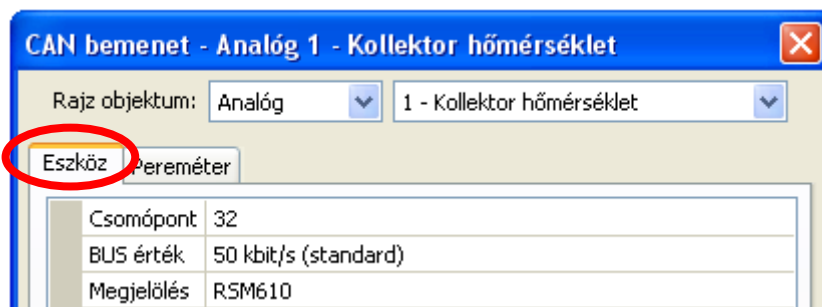 CAN bemenet - Analóg 1 - Kollektor hőmérséklet
Rajz objektum: Analóg 1 - Kollektor hőmérséklet
Eszköz Pereméter
Csomópont 32
BUS érték 50 kbit/s (standard)
Megjelölés RSM610